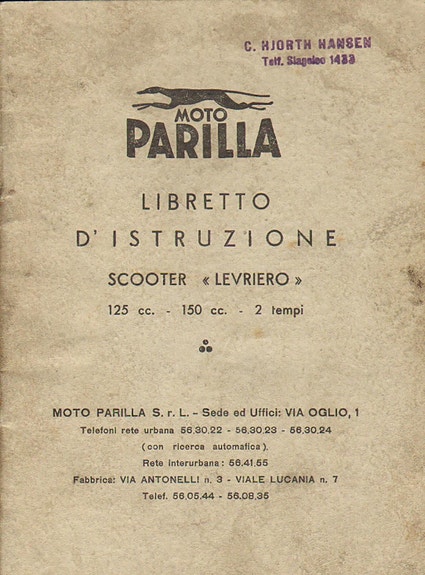 C. HJORTH HANSEN
Telf. Slagelse 1433
MOTO
PARILLA
LIBRETTO
D'ISTRUZIONE
SCOOTER « LEVRIERO »
125 cc. - 150 cc. - 2 tempi
MOTO PARILLA S. r. L. - Sede ed Uffici: VIA OGLIO, 1
Telefoni rete urbana 56.30.22 - 56.30.23 - 56.30.24
(con ricerca automatica).
Rete interurbana: 56.41.55
Fabbrica: VIA ANTONELLI n. 3 - VIALE LUCANIA n. 7
Telef. 56.05.44 - 56.08.35